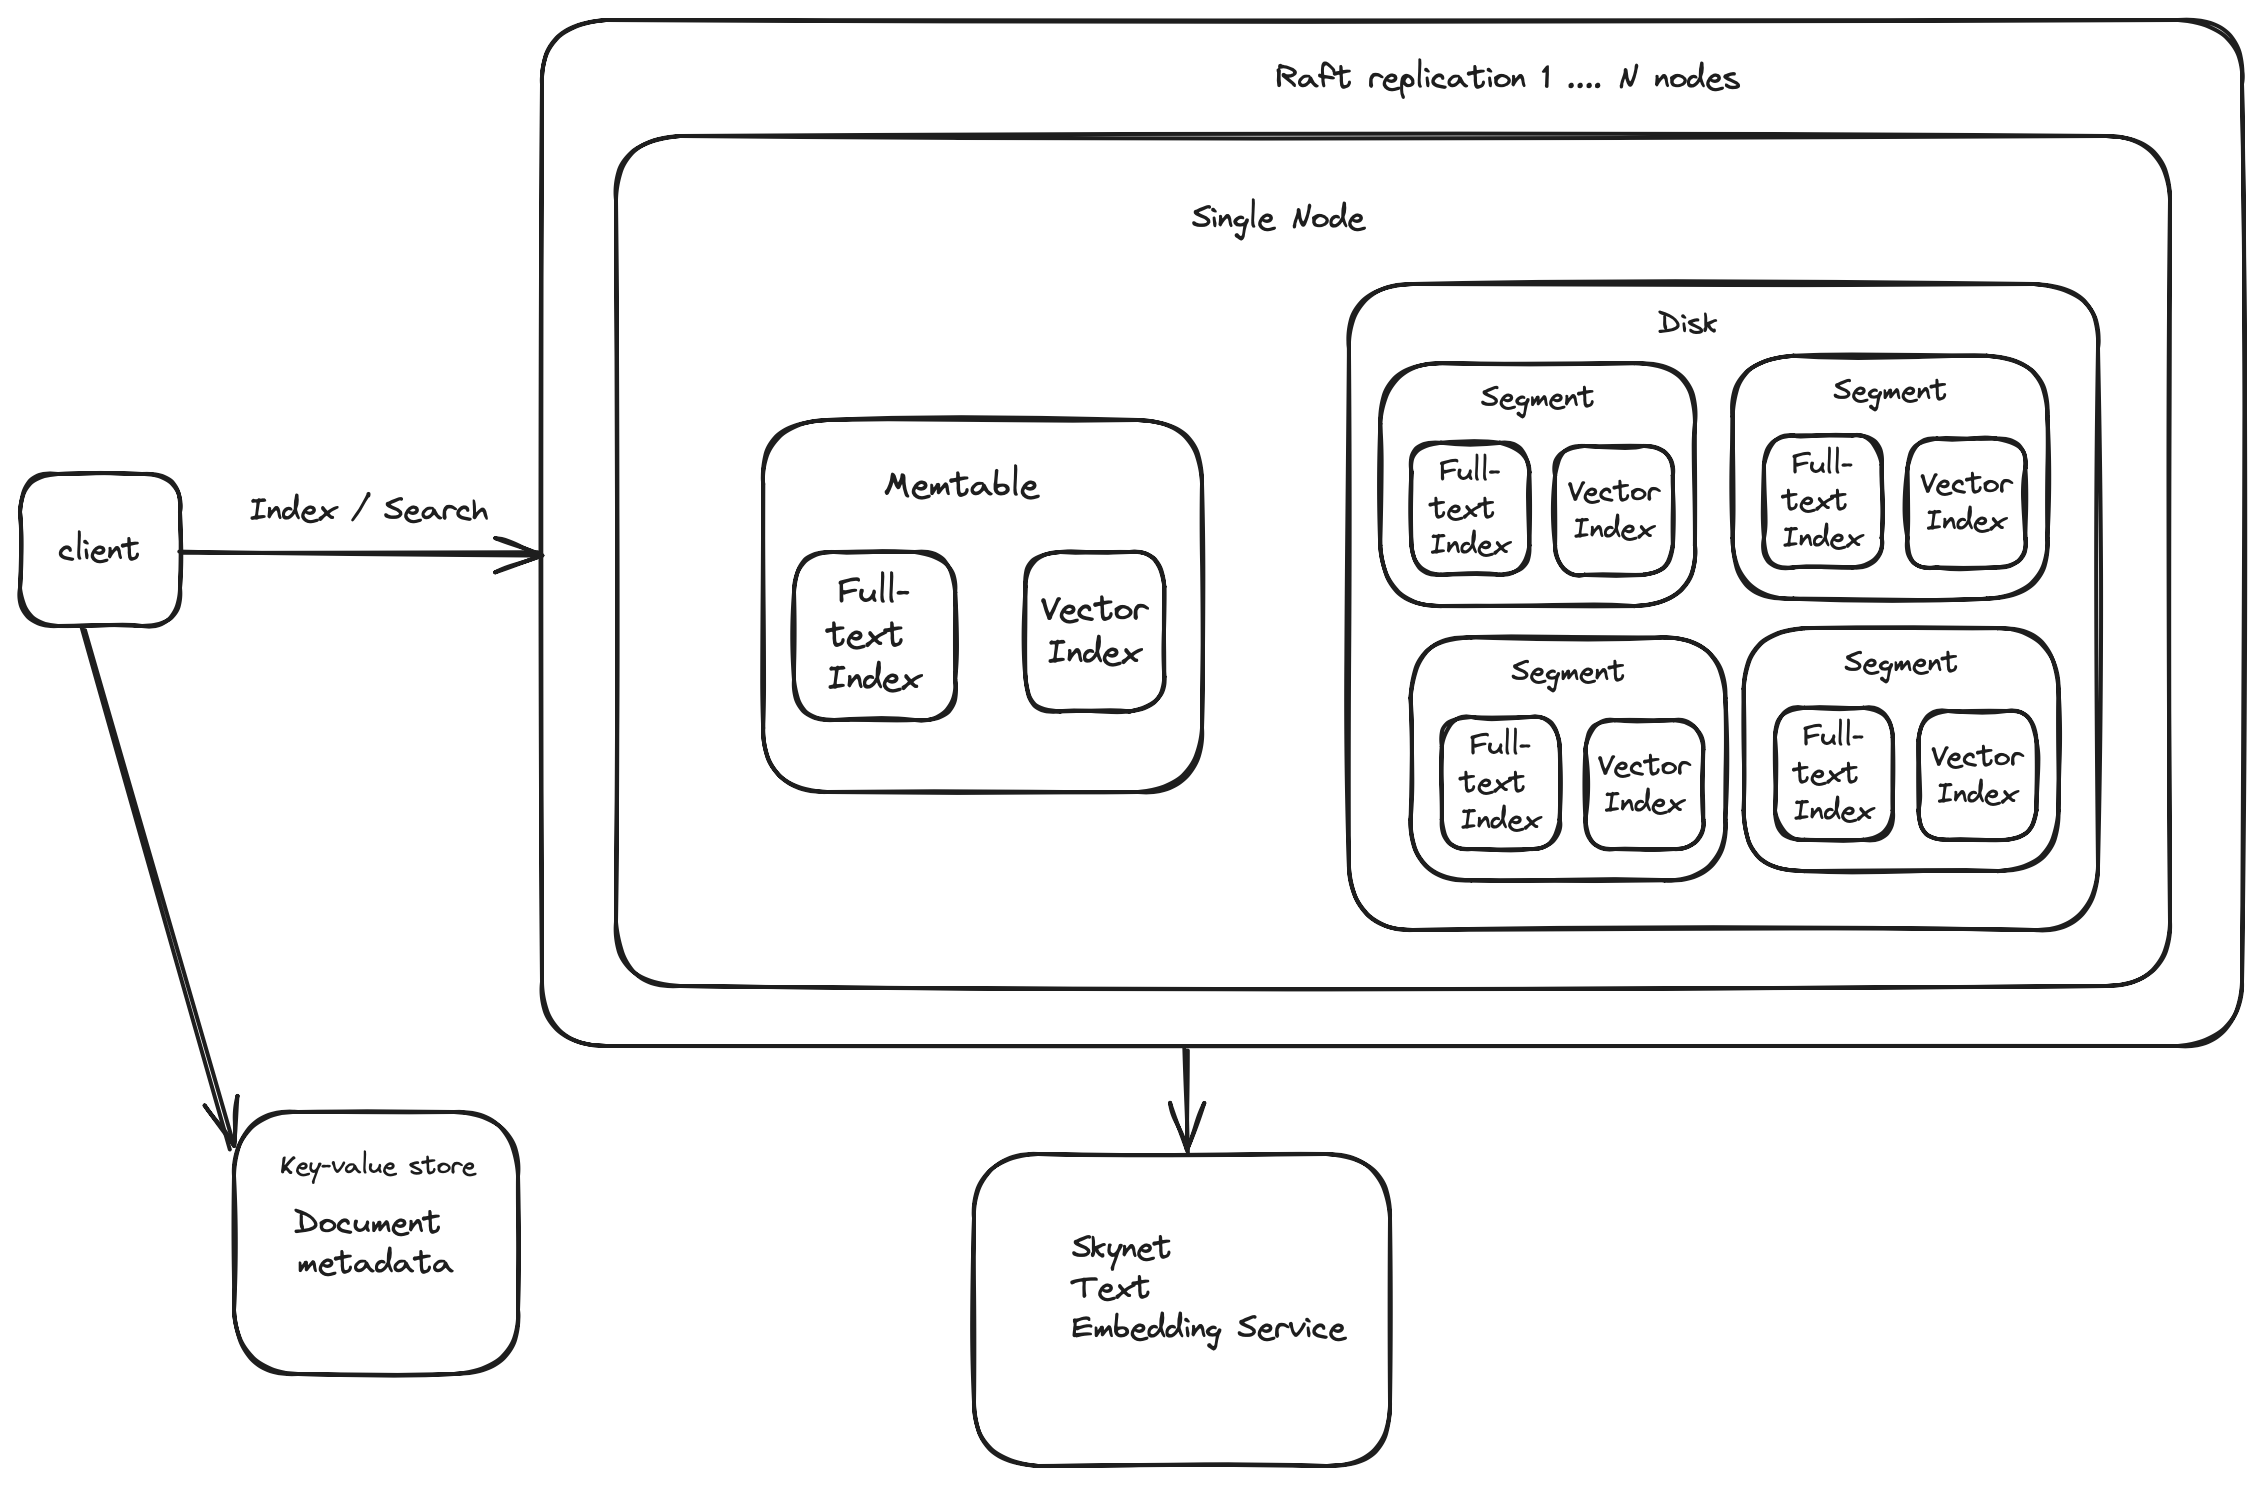 Raft replication 1 .... N nodes
Single Node
Disk
Segment
Full-
text
Index
Vector
Index
Segment
Full-
text
Index
Vector
Index
Memtable
Full-
text
Index
Vector
Index
client
Index / Search
Segment
Full-
text
Index
Vector
Index
Segment
Full-
text
Index
Vector
Index
Key-value store
Document
metadata
Skynet
Text
Embedding Service